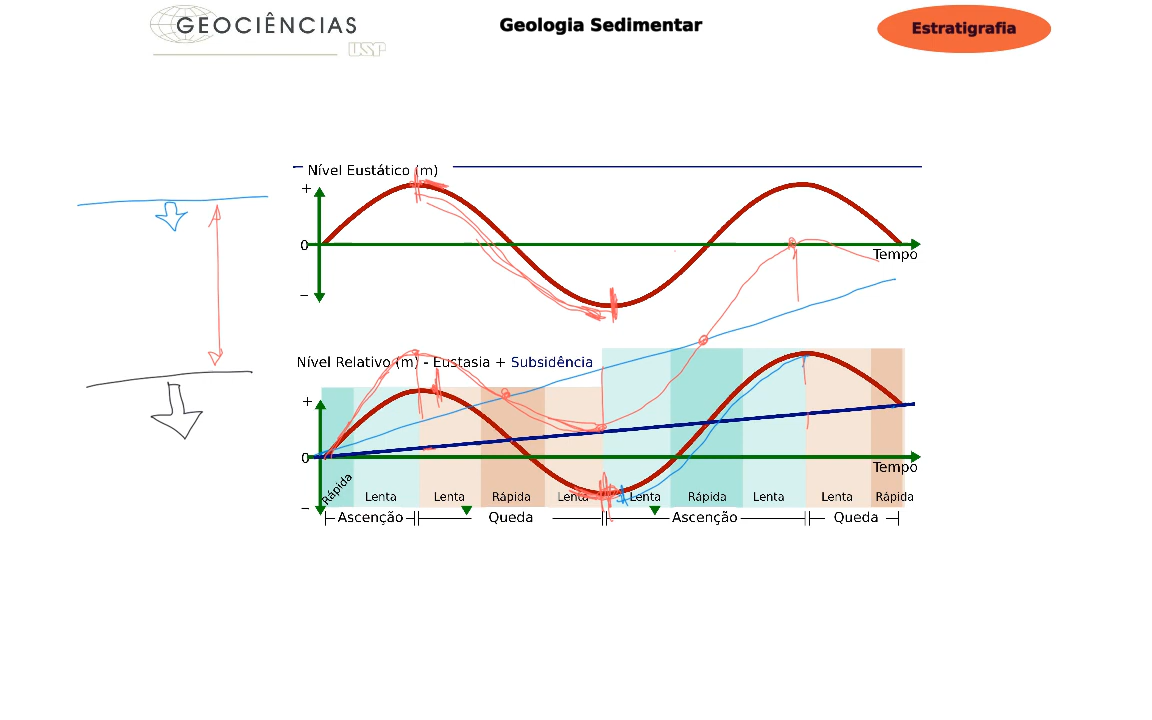 GEOCIÊNCIAS
USP
Geologia Sedimentar
Estratigrafia
Nível Eustático (m)
+
0
−
Tempo
Nível Relativo (m) - Eustasia + Subsidência
+
0
−
Tempo
Rápida Lenta Lenta Rápida Lenta Lenta Rápida Lenta Lenta Rápida
Ascenção Queda Ascenção Queda